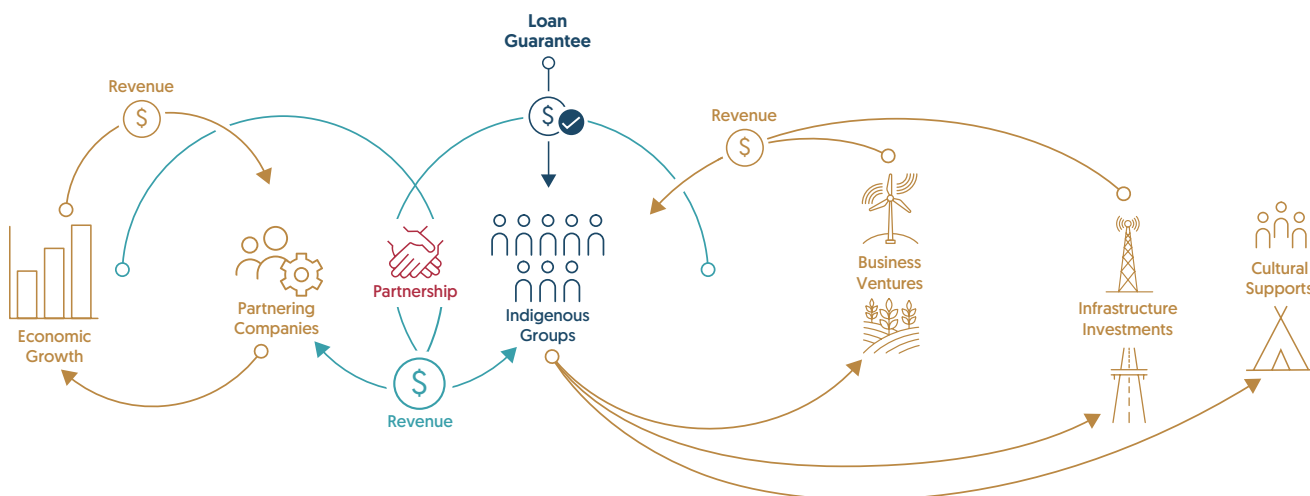 Loan
Guarantee
Revenue
Revenue
Economic
Growth
Partnering
Companies
Partnership
Revenue
Indigenous
Groups
Business
Ventures
Infrastructure
Investments
Cultural
Supports
$
$
$
$